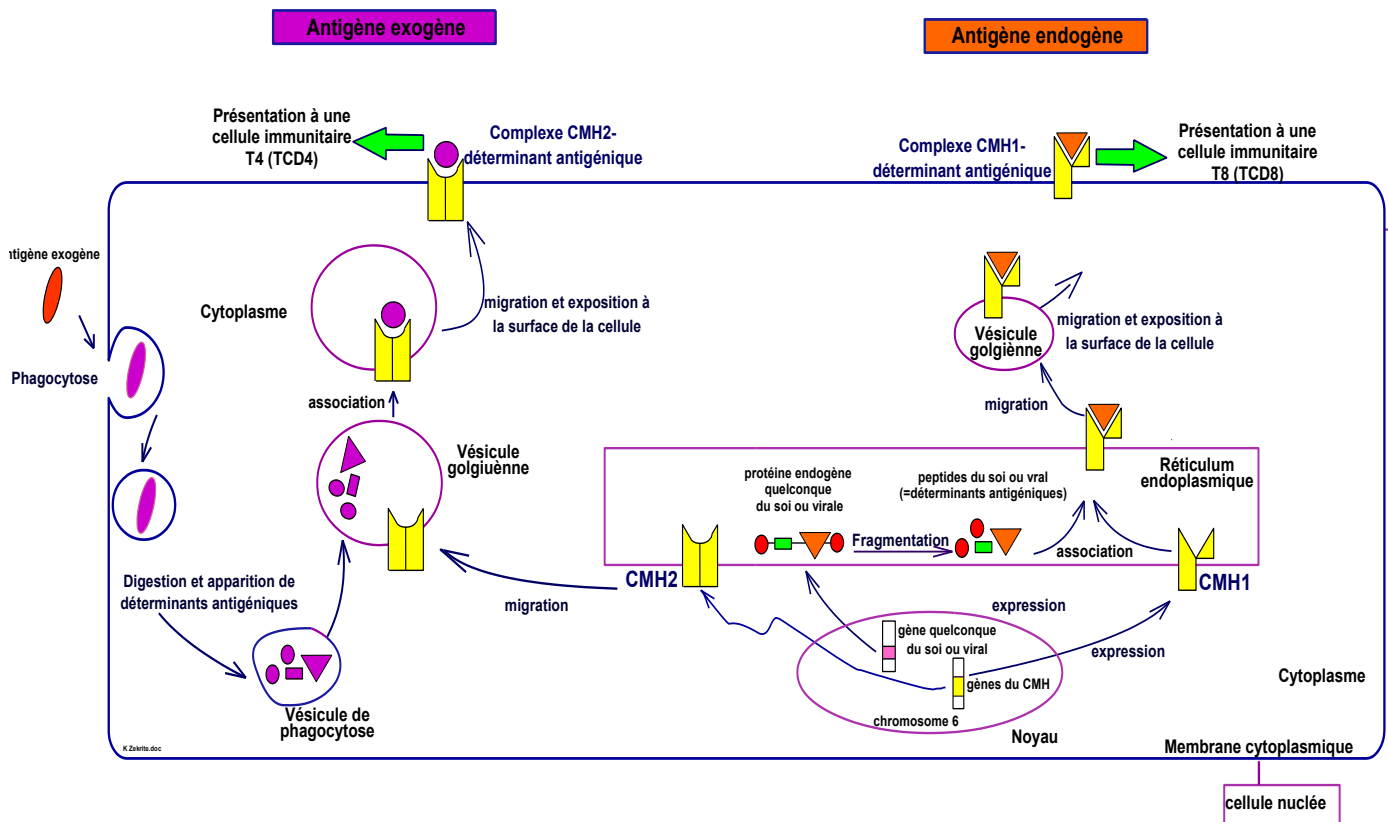 Antigène exogène
Antigène endogène
Présentation à une
cellule immunitaire
T4 (TCD4)
Complexe CMH2-
déterminant antigénique
Complexe CMH1-
déterminant antigénique
Présentation à une
cellule immunitaire
T8 (TCD8)
ntigène exogène
Phagocytose
Cytoplasme
migration et exposition à
la surface de la cellule
Vésicule
golgiènne
migration et exposition à
la surface de la cellule
association
migration
Vésicule
golgiuènne
protéine endogène
quelconque
du soi ou virale
peptides du soi ou vral
(=déterminants antigéniques)
Réticulum
endoplasmique
Fragmentation
association
CMH2
CMH1
Digestion et apparition de
déterminants antigéniques
migration
expression
gène quelconque
du soi ou viral
expression
gènes du CMH
Cytoplasme
chromosome 6
Noyau
Vésicule de
phagocytose
K Zekrite.doc
Membrane cytoplasmique
cellule nuclée